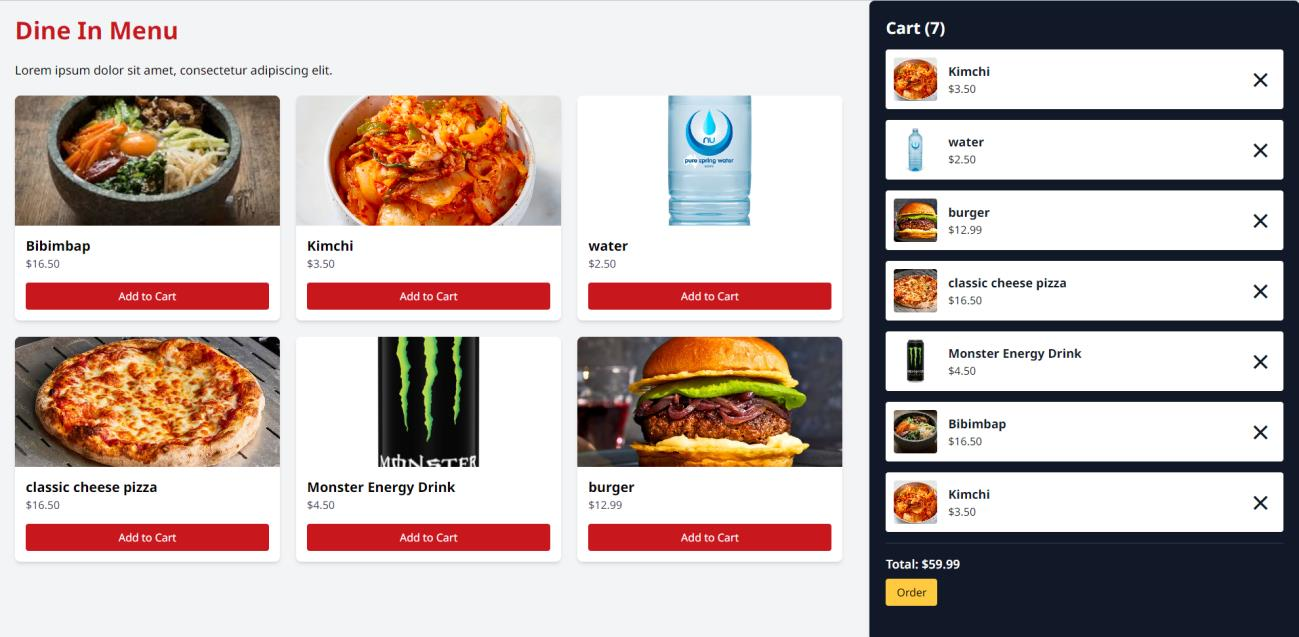 Dine In Menu
Lorem ipsum dolor sit amet, consectetur adipiscing elit.
Bibimbap
$16.50
Add to Cart
Kimchi
$3.50
Add to Cart
nu
pure spring water
water
$2.50
Add to Cart
classic cheese pizza
$16.50
Add to Cart
MONSTER
Monster Energy Drink
$4.50
Add to Cart
burger
$12.99
Add to Cart
Cart (7)
Kimchi
$3.50
water
$2.50
burger
$12.99
classic cheese pizza
$16.50
Monster Energy Drink
$4.50
Bibimbap
$16.50
Kimchi
$3.50
Total: $59.99
Order